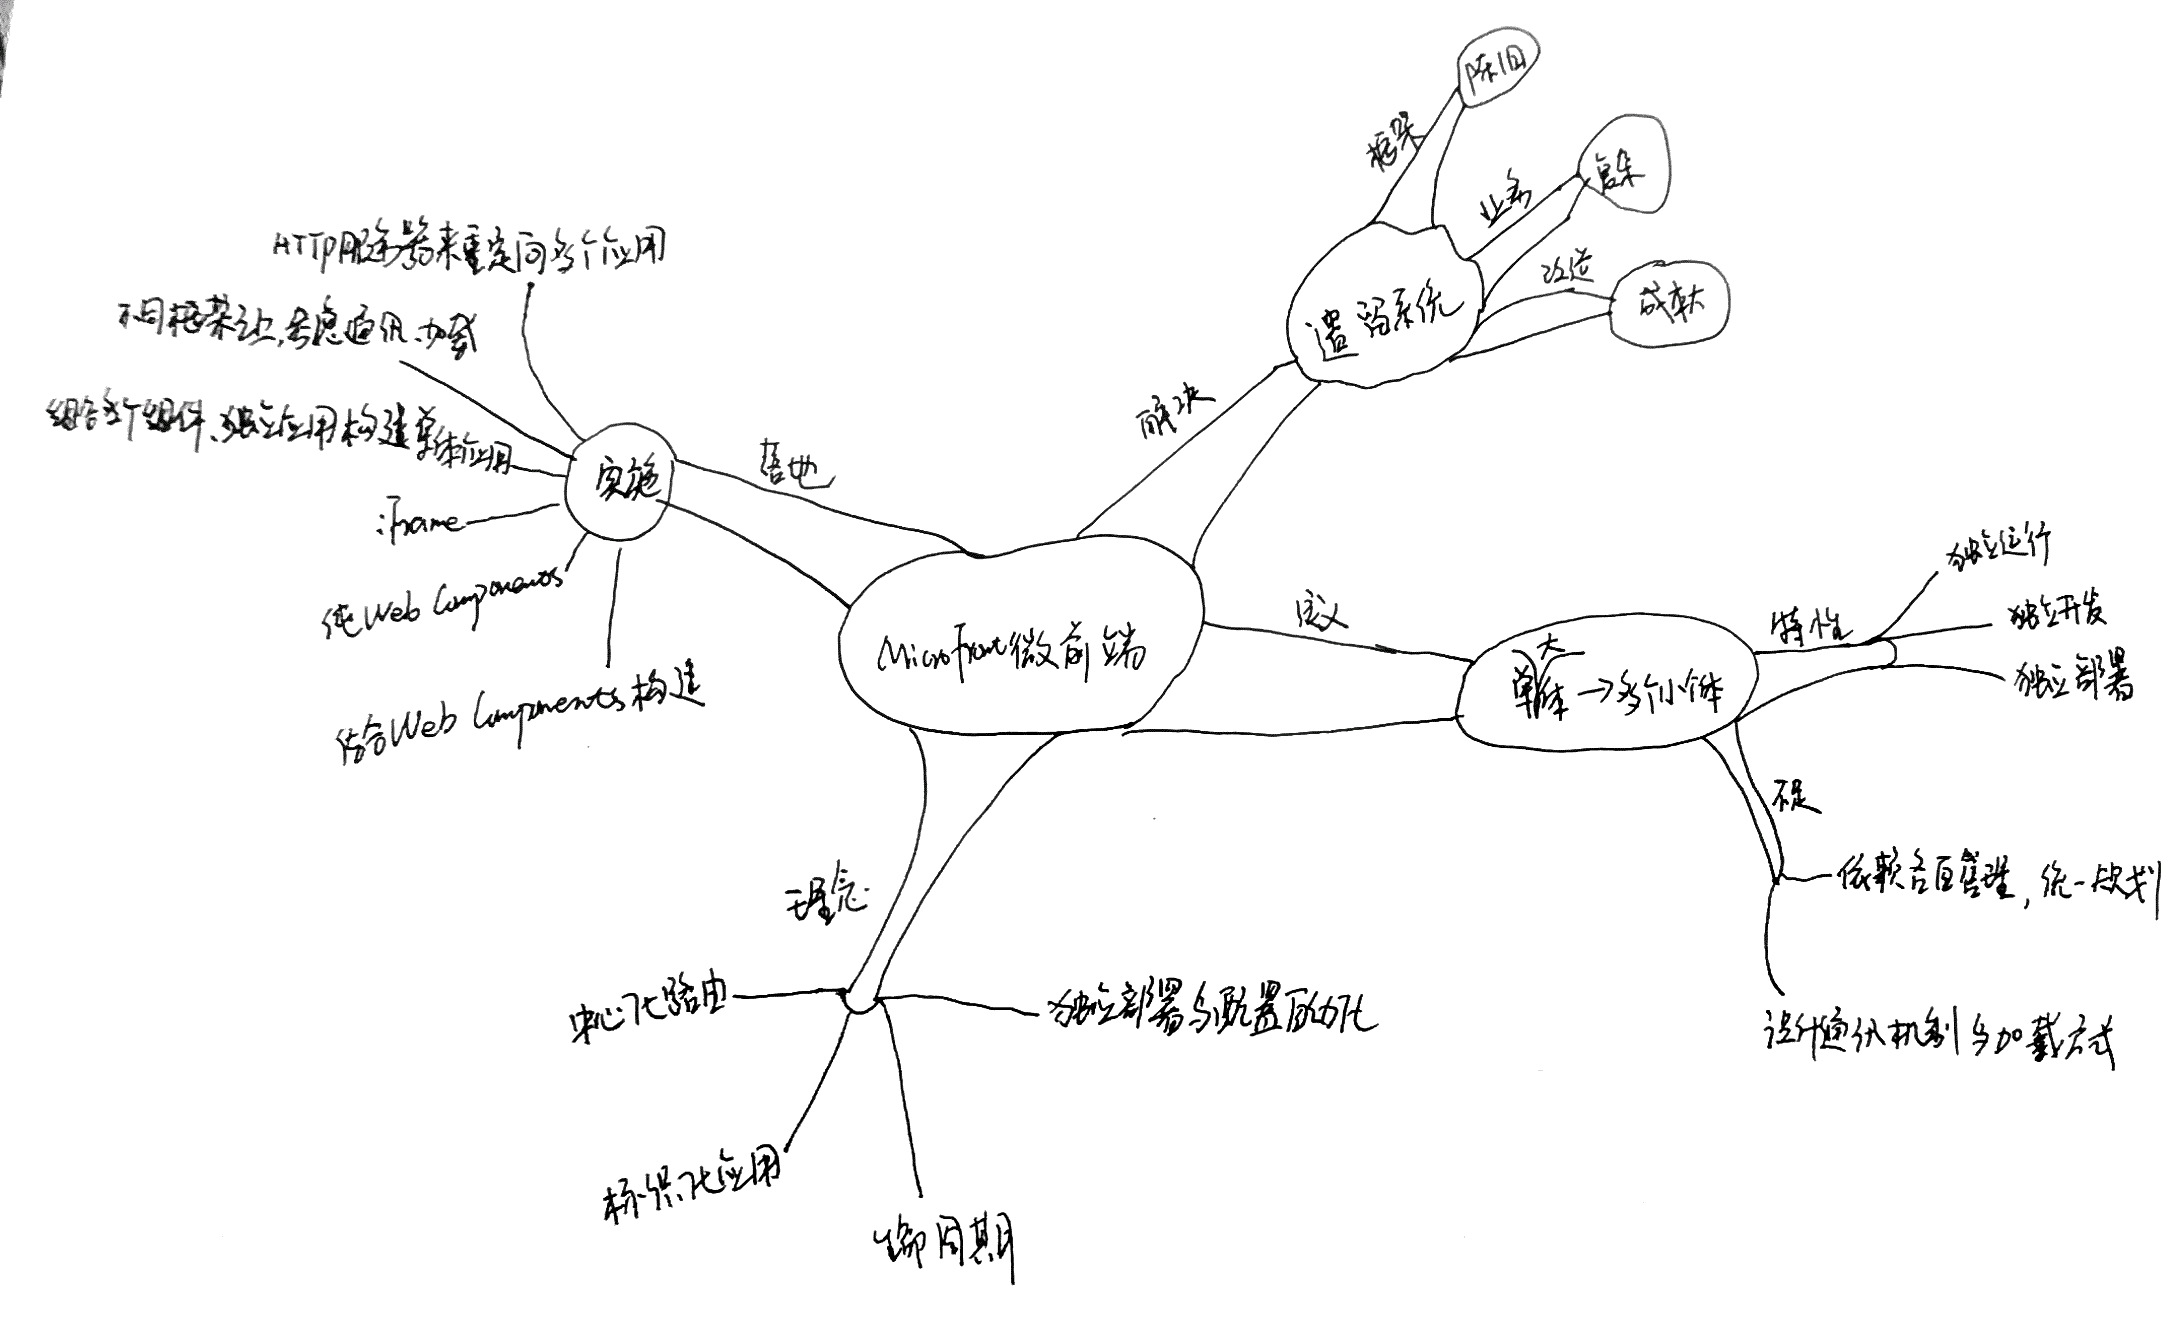 陈旧
框架
业务
复杂
改造
成本大
遗留系统
解决
HTTP服务器来重定向多个应用
不同框架之上,考虑通讯、加载
组合多个组件、独立应用构建单体应用
iframe
纯Web Components
结合Web Components构建
实施
落地
Microfront微前端
定义
大
单体→多个小个体
特性
独立运行
独立开发
独立部署
不足
依赖各自管理,统一规划
设计通讯机制与加载方式
理念
中心化路由
独立部署与配置自动化
标识化应用
生命周期